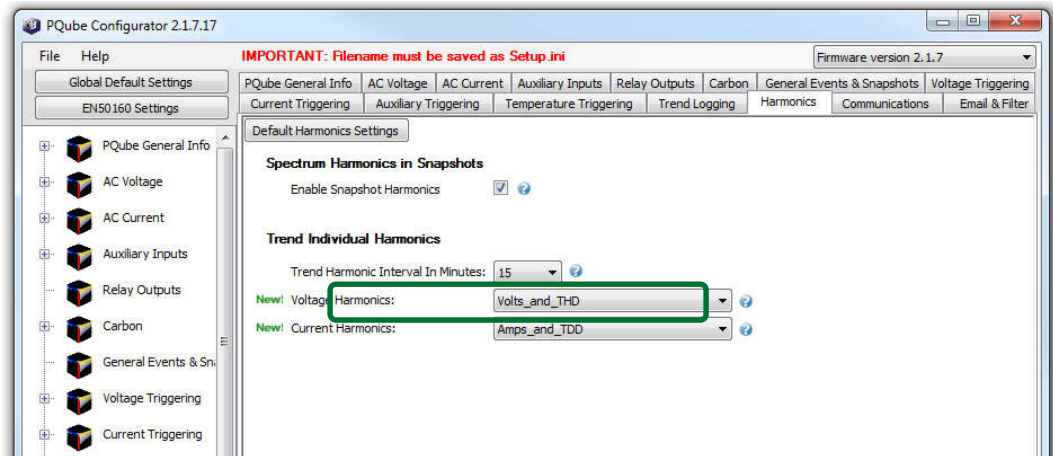 PQube Configurator 2.1.7.17
File Help IMPORTANT: Filename must be saved as Setup.ini Firmware version 2.1.7
Global Default Settings
EN50160 Settings
PQube General Info
AC Voltage
AC Current
Auxiliary Inputs
Relay Outputs
Carbon
General Events & Sn
Voltage Triggering
Current Triggering
PQube General Info AC Voltage AC Current Auxiliary Inputs Relay Outputs Carbon General Events & Snapshots Voltage Triggering
Current Triggering Auxiliary Triggering Temperature Triggering Trend Logging Harmonics Communications Email & Filter
Default Harmonics Settings
Spectrum Harmonics in Snapshots
Enable Snapshot Harmonics
Trend Individual Harmonics
Trend Harmonic Interval In Minutes: 15
New! Voltage Harmonics: Volts_and_THD
New! Current Harmonics: Amps_and_TDD